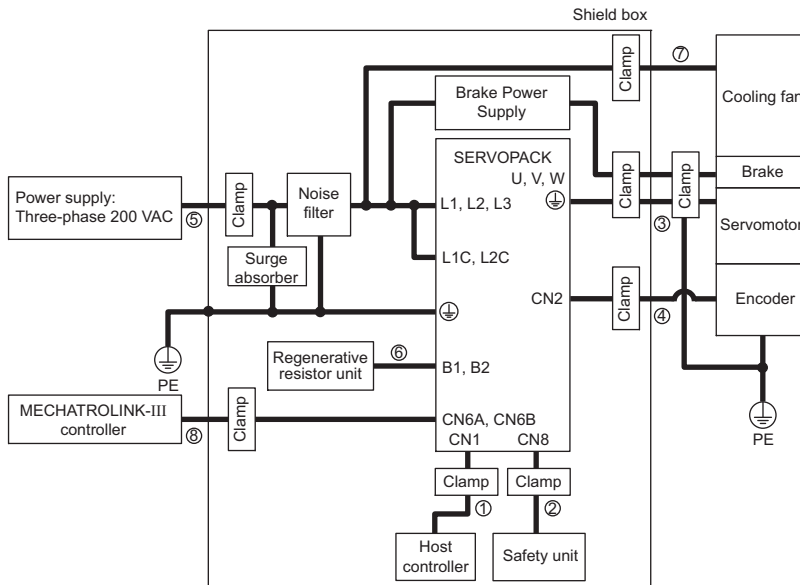 Shield box
⑦
Clamp
Cooling fan
Brake Power
Supply
SERVOPACK
U, V, W
Clamp
Clamp
Brake
Power supply:
Three-phase 200 VAC
⑤
Clamp
Noise
filter
L1, L2, L3
③
Servomotor
Surge
absorber
L1C, L2C
CN2
Clamp
④
Encoder
PE
Regenerative
resistor unit
⑥
B1, B2
MECHATROLINK-III
controller
⑧
Clamp
CN6A, CN6B
CN1
CN8
PE
Clamp
Clamp
①
②
Host
controller
Safety unit